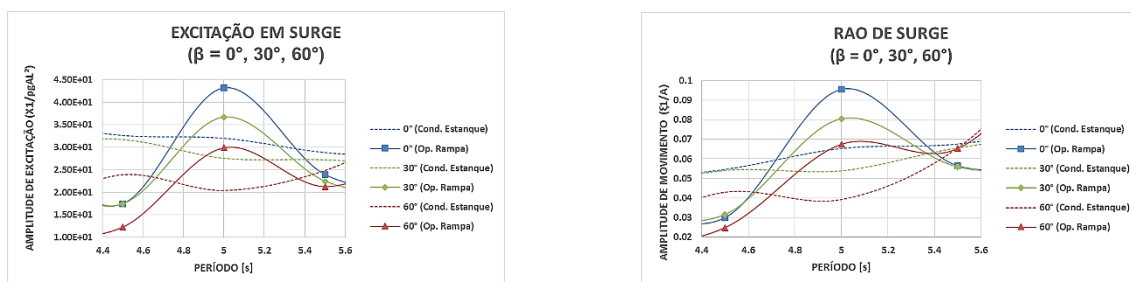 EXCITAÇÃO EM SURGE
(β = 0°, 30°, 60°)
AMPLITUDE DE EXCITAÇÃO (X1/ρgAL²)
4.50E+01
4.00E+01
3.50E+01
3.00E+01
2.50E+01
2.00E+01
1.50E+01
1.00E+01
4.4 4.6 4.8 5 5.2 5.4 5.6
PERÍODO [s]
0° (Cond. Estanque)
0° (Op. Rampa)
30° (Cond. Estanque)
30° (Op. Rampa)
60° (Cond. Estanque)
60° (Op. Rampa)
RAO DE SURGE
(β = 0°, 30°, 60°)
AMPLITUDE DE MOVIMENTO (ξ1/A)
0.1
0.09
0.08
0.07
0.06
0.05
0.04
0.03
0.02
4.4 4.6 4.8 5 5.2 5.4 5.6
PERÍODO [s]
0° (Cond. Estanque)
0° (Op. Rampa)
30° (Cond. Estanque)
30° (Op. Rampa)
60° (Cond. Estanque)
60° (Op. Rampa)